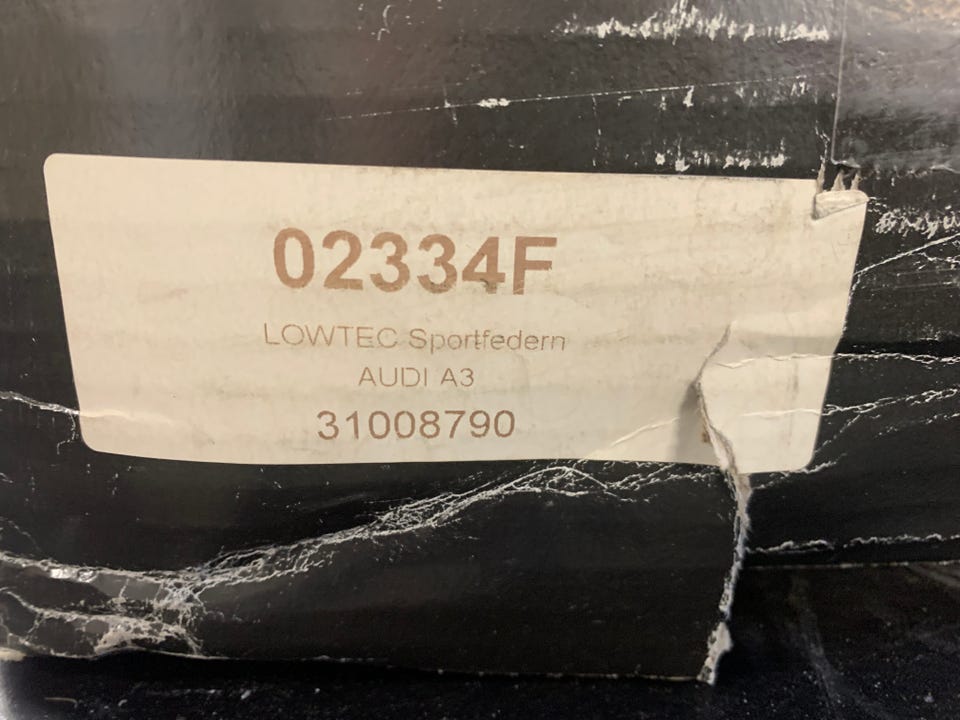 02334F
LOWTEC Sportfedern
AUDI A3
31008790